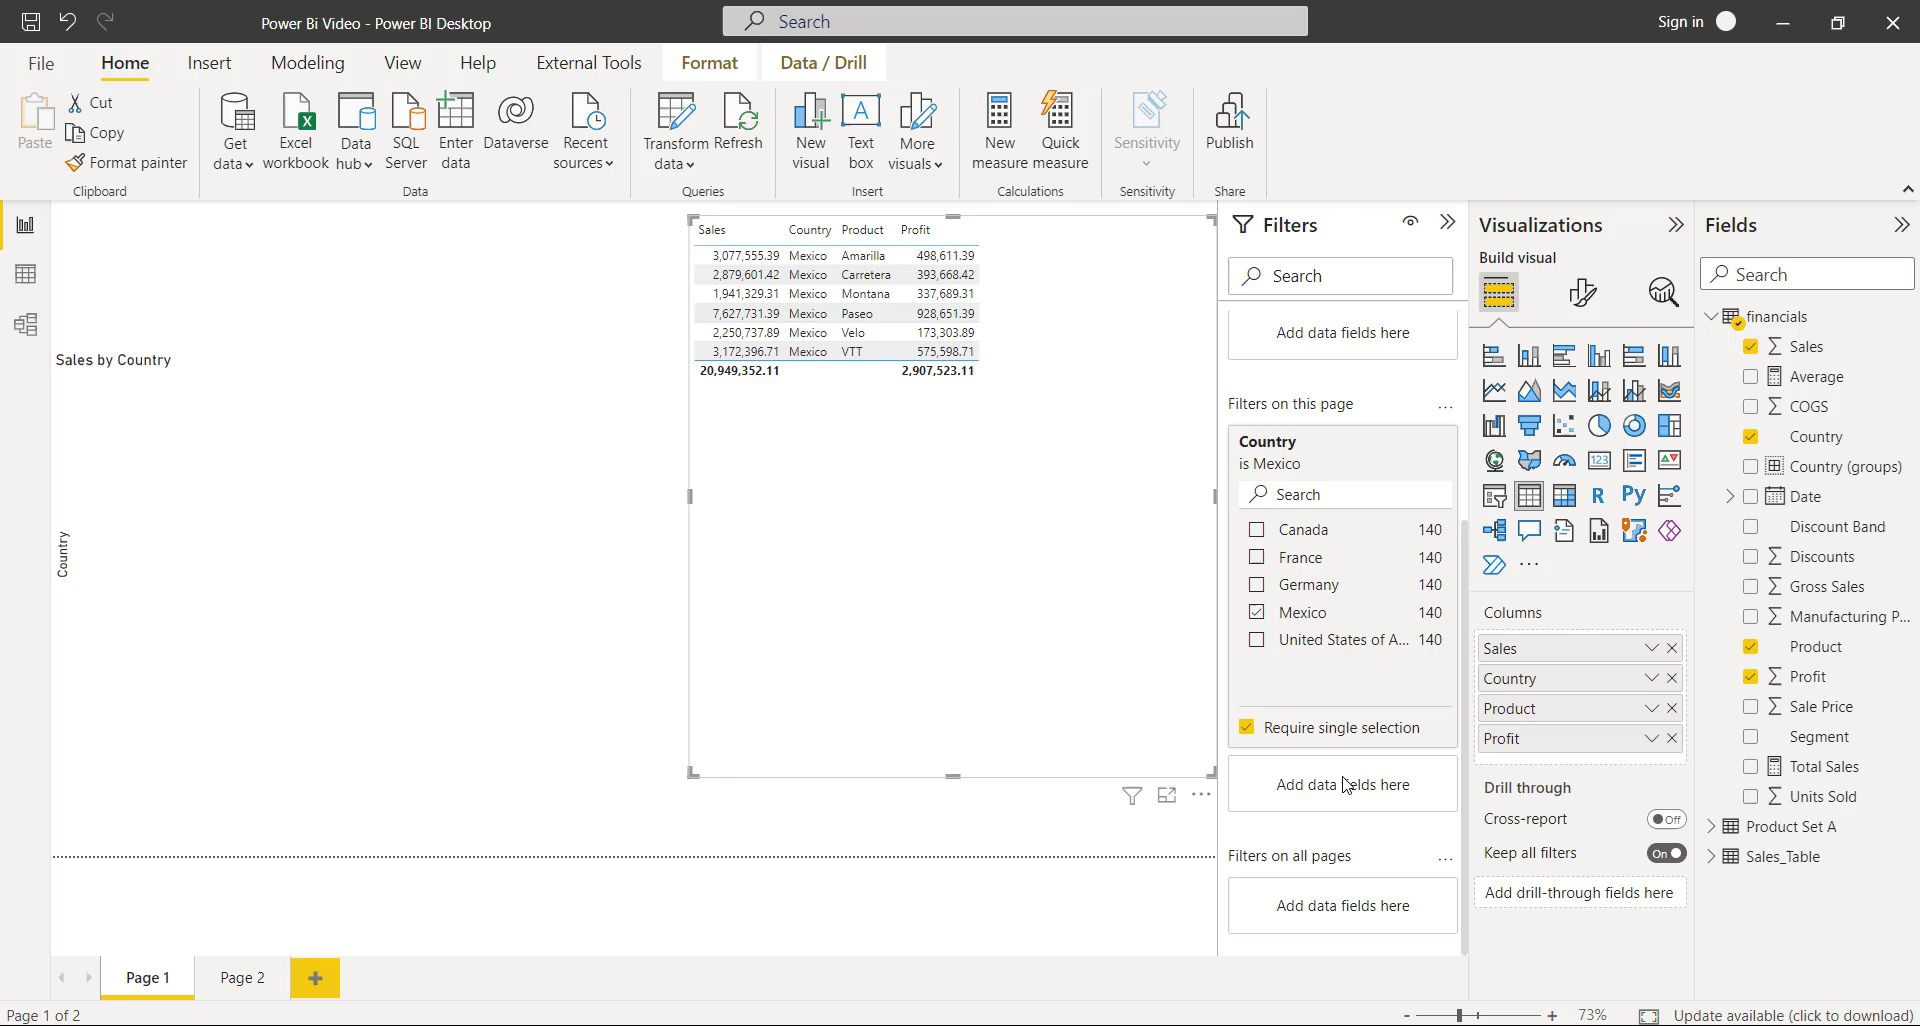 Power Bi Video - Power BI Desktop
Search
Sign in
File Home Insert Modeling View Help External Tools Format Data / Drill
Paste
Cut
Copy
Format painter
Clipboard
Get data
Excel workbook
Data hub
SQL Server
Enter data
Dataverse
Recent sources
Data
Transform data
Refresh
Queries
New visual
Text box
More visuals
Insert
New measure
Quick measure
Calculations
Sensitivity
Sensitivity
Publish
Share
Sales by Country
Country
Sales Country Product Profit
3,077,555.39 Mexico Amarilla 498,611.39
2,879,601.42 Mexico Carretera 393,668.42
1,941,329.31 Mexico Montana 337,689.31
7,627,731.39 Mexico Paseo 928,651.39
2,250,737.89 Mexico Velo 173,303.89
3,172,396.71 Mexico VTT 575,598.71
20,949,352.11 2,907,523.11
Filters
Search
Add data fields here
Filters on this page ...
Country
is Mexico
Search
Canada 140
France 140
Germany 140
Mexico 140
United States of A... 140
Require single selection
Add data fields here
Filters on all pages ...
Add data fields here
Visualizations
Build visual
123
R
Py
...
Columns
Sales
Country
Product
Profit
Drill through
Cross-report Off
Keep all filters On
Add drill-through fields here
Fields
Search
financials
Sales
Average
COGS
Country
Country (groups)
Date
Discount Band
Discounts
Gross Sales
Manufacturing P...
Product
Profit
Sale Price
Segment
Total Sales
Units Sold
Product Set A
Sales_Table
Page 1
Page 2
+
Page 1 of 2
- + 73%
Update available (click to download)